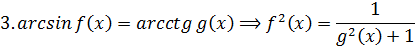 3.arcsin f(x) = arcctg g(x) ⟹ f²(x) = 1/(g²(x) + 1)